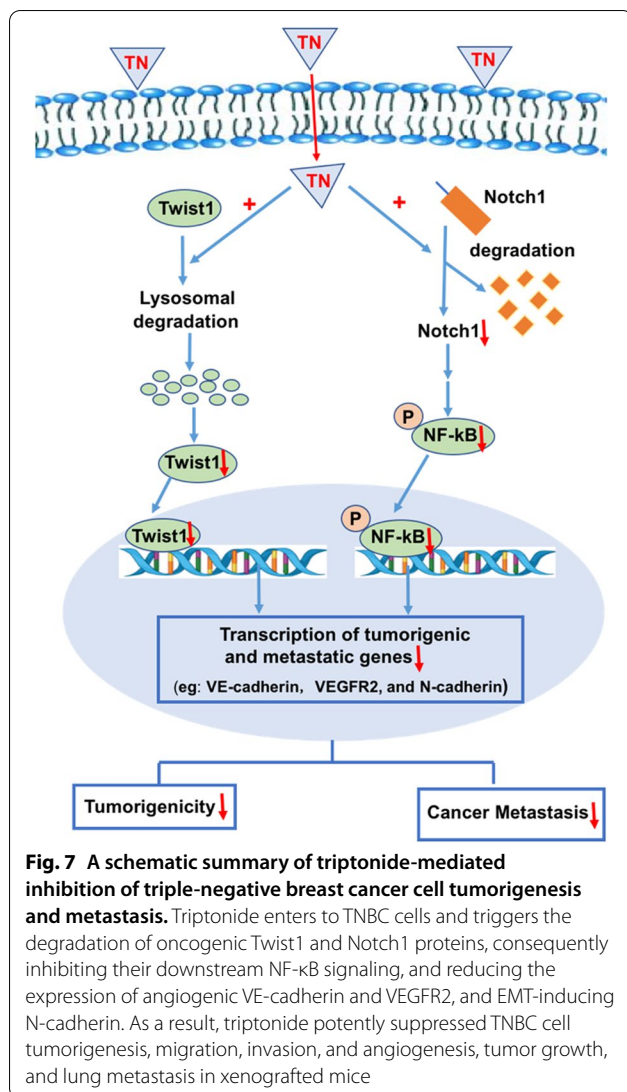 TN
TN
TN
TN
Twist1
+
+
Notch1
degradation
Lysosomal
degradation
Notch1
P
NF-kB
Twist1
P
Twist1
NF-kB
Transcription of tumorigenic
and metastatic genes
(eg: VE-cadherin, VEGFR2, and N-cadherin)
Tumorigenicity
Cancer Metastasis
Fig. 7 A schematic summary of triptonide-mediated
inhibition of triple-negative breast cancer cell tumorigenesis
and metastasis. Triptonide enters to TNBC cells and triggers the
degradation of oncogenic Twist1 and Notch1 proteins, consequently
inhibiting their downstream NF-κB signaling, and reducing the
expression of angiogenic VE-cadherin and VEGFR2, and EMT-inducing
N-cadherin. As a result, triptonide potently suppressed TNBC cell
tumorigenesis, migration, invasion, and angiogenesis, tumor growth,
and lung metastasis in xenografted mice